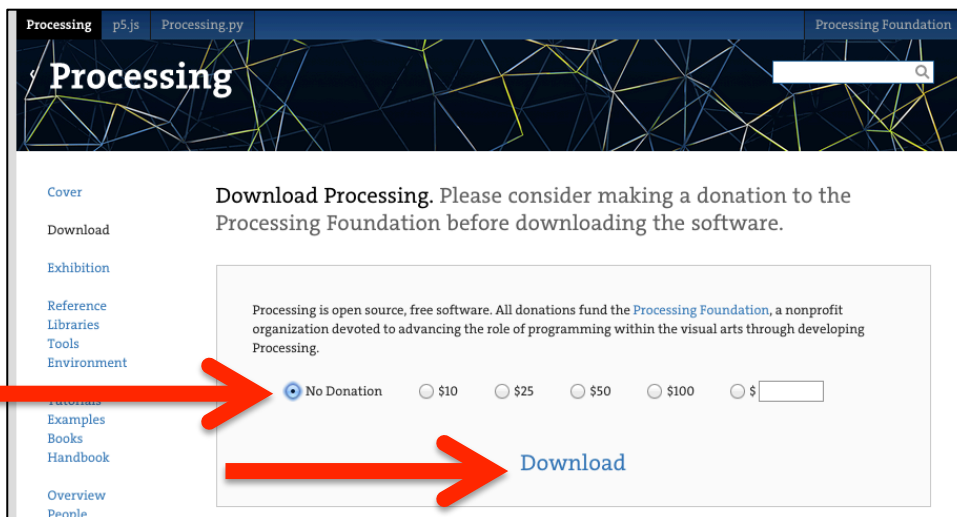 Processing p5.js Processing.py Processing Foundation
Processing
Cover
Download
Exhibition
Reference
Libraries
Tools
Environment
Tutorials
Examples
Books
Handbook
Overview
People
Download Processing. Please consider making a donation to the
Processing Foundation before downloading the software.
Processing is open source, free software. All donations fund the Processing Foundation, a nonprofit
organization devoted to advancing the role of programming within the visual arts through developing
Processing.
No Donation $10 $25 $50 $100 $
Download